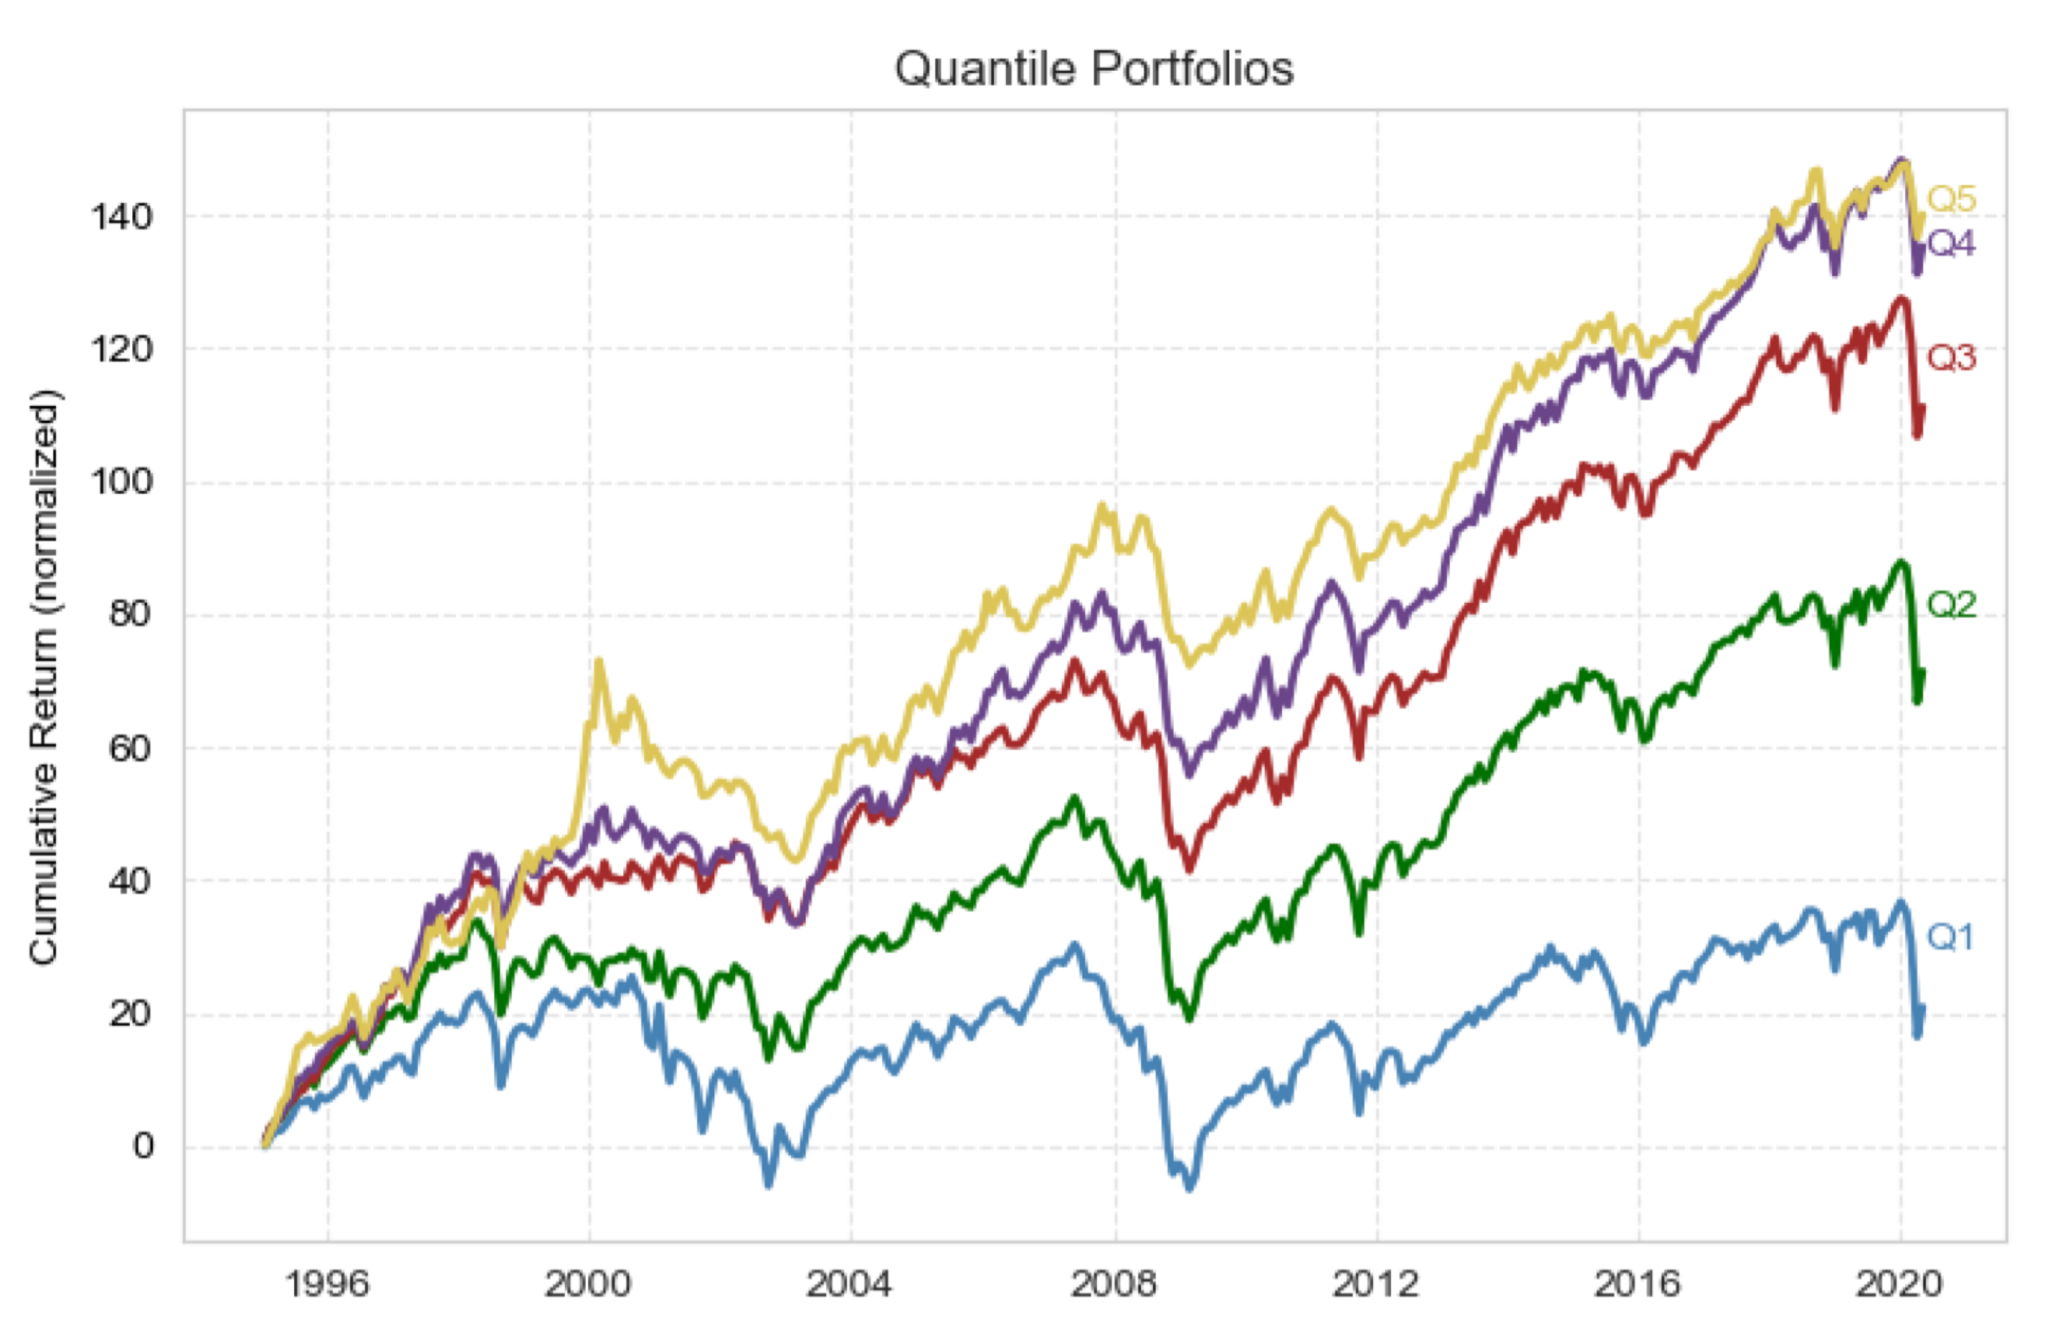 Quantile Portfolios
Cumulative Return (normalized)
140
120
100
80
60
40
20
0
Q5
Q4
Q3
Q2
Q1
1996 2000 2004 2008 2012 2016 2020